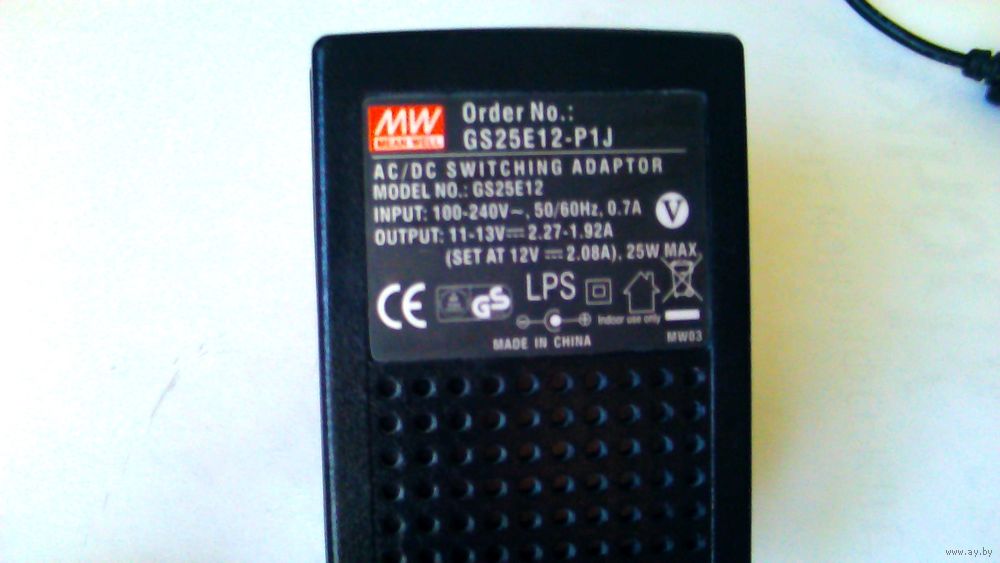 MW
MEAN WELL
Order No.:
GS25E12-P1J
AC/DC SWITCHING ADAPTOR
MODEL NO.: GS25E12
INPUT: 100-240V~, 50/60Hz, 0.7A
V
OUTPUT: 11-13V⎓2.27-1.92A
(SET AT 12V ⎓ 2.08A), 25W MAX
CE
GS
LPS
Indoor use only
MADE IN CHINA
MW03
www.ay.by